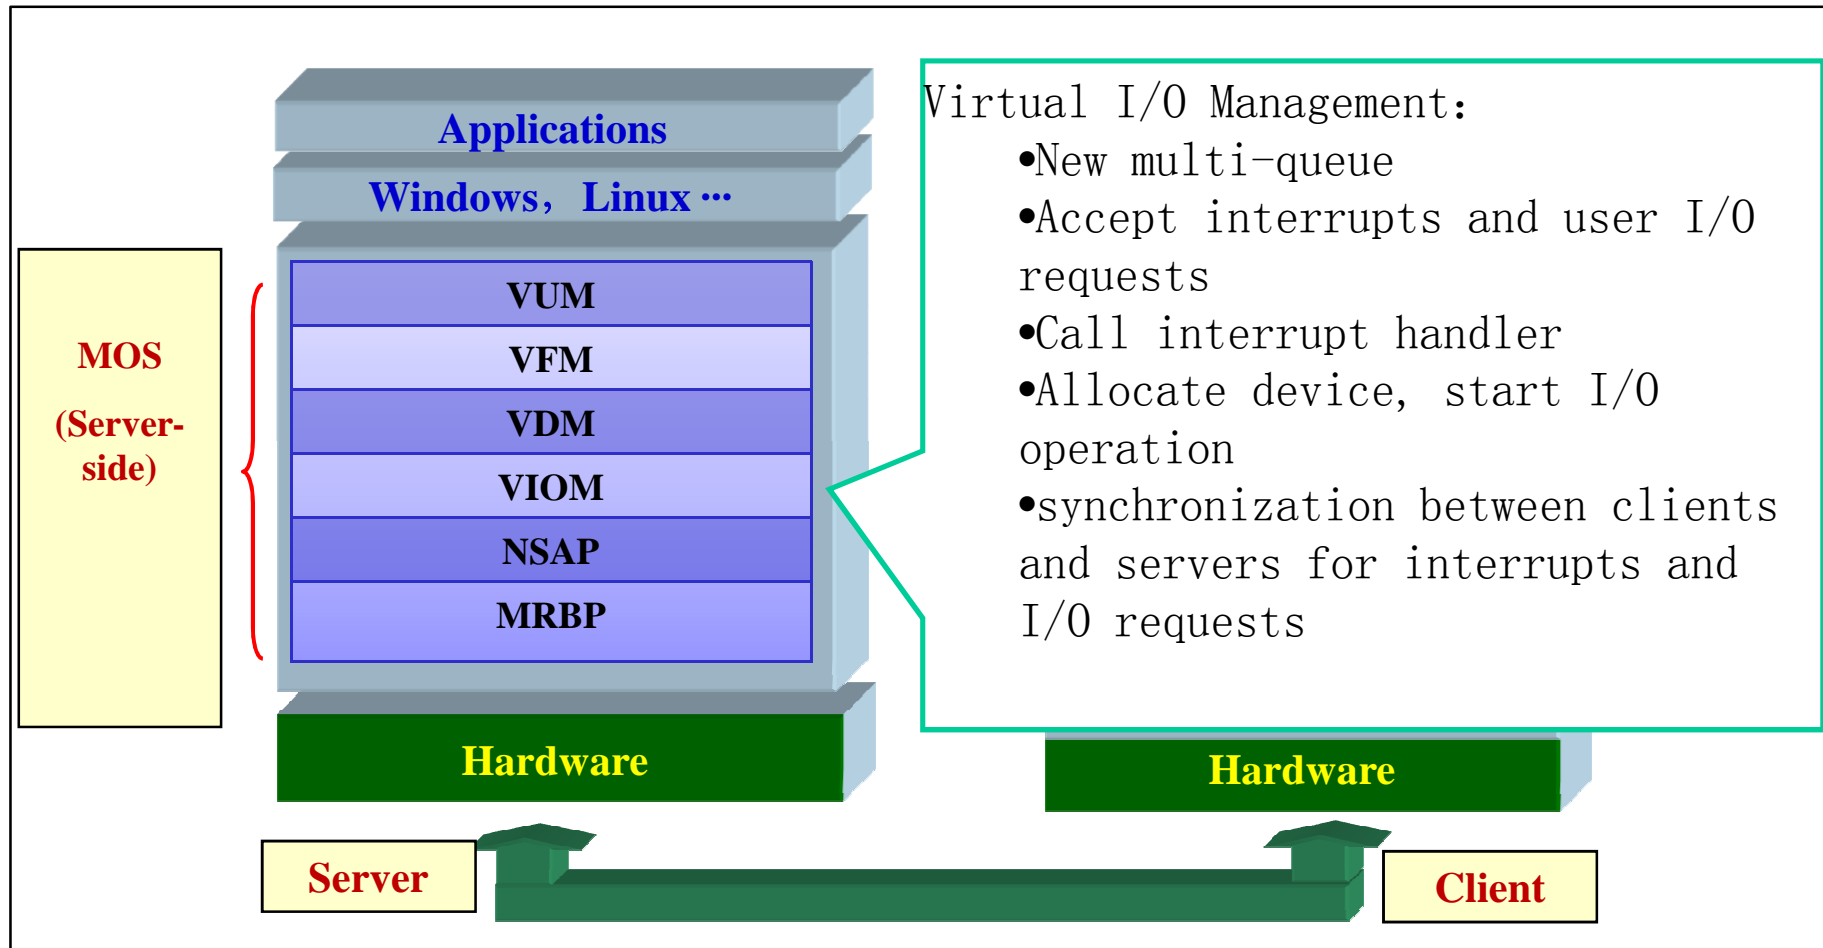 Applications
Windows， Linux ···
MOS
(Server-
side)
VUM
VFM
VDM
VIOM
NSAP
MRBP
Hardware
Server
Virtual I/O Management：
•New multi-queue
•Accept interrupts and user I/O
requests
•Call interrupt handler
•Allocate device, start I/O
operation
•synchronization between clients
and servers for interrupts and
I/O requests
Hardware
Client